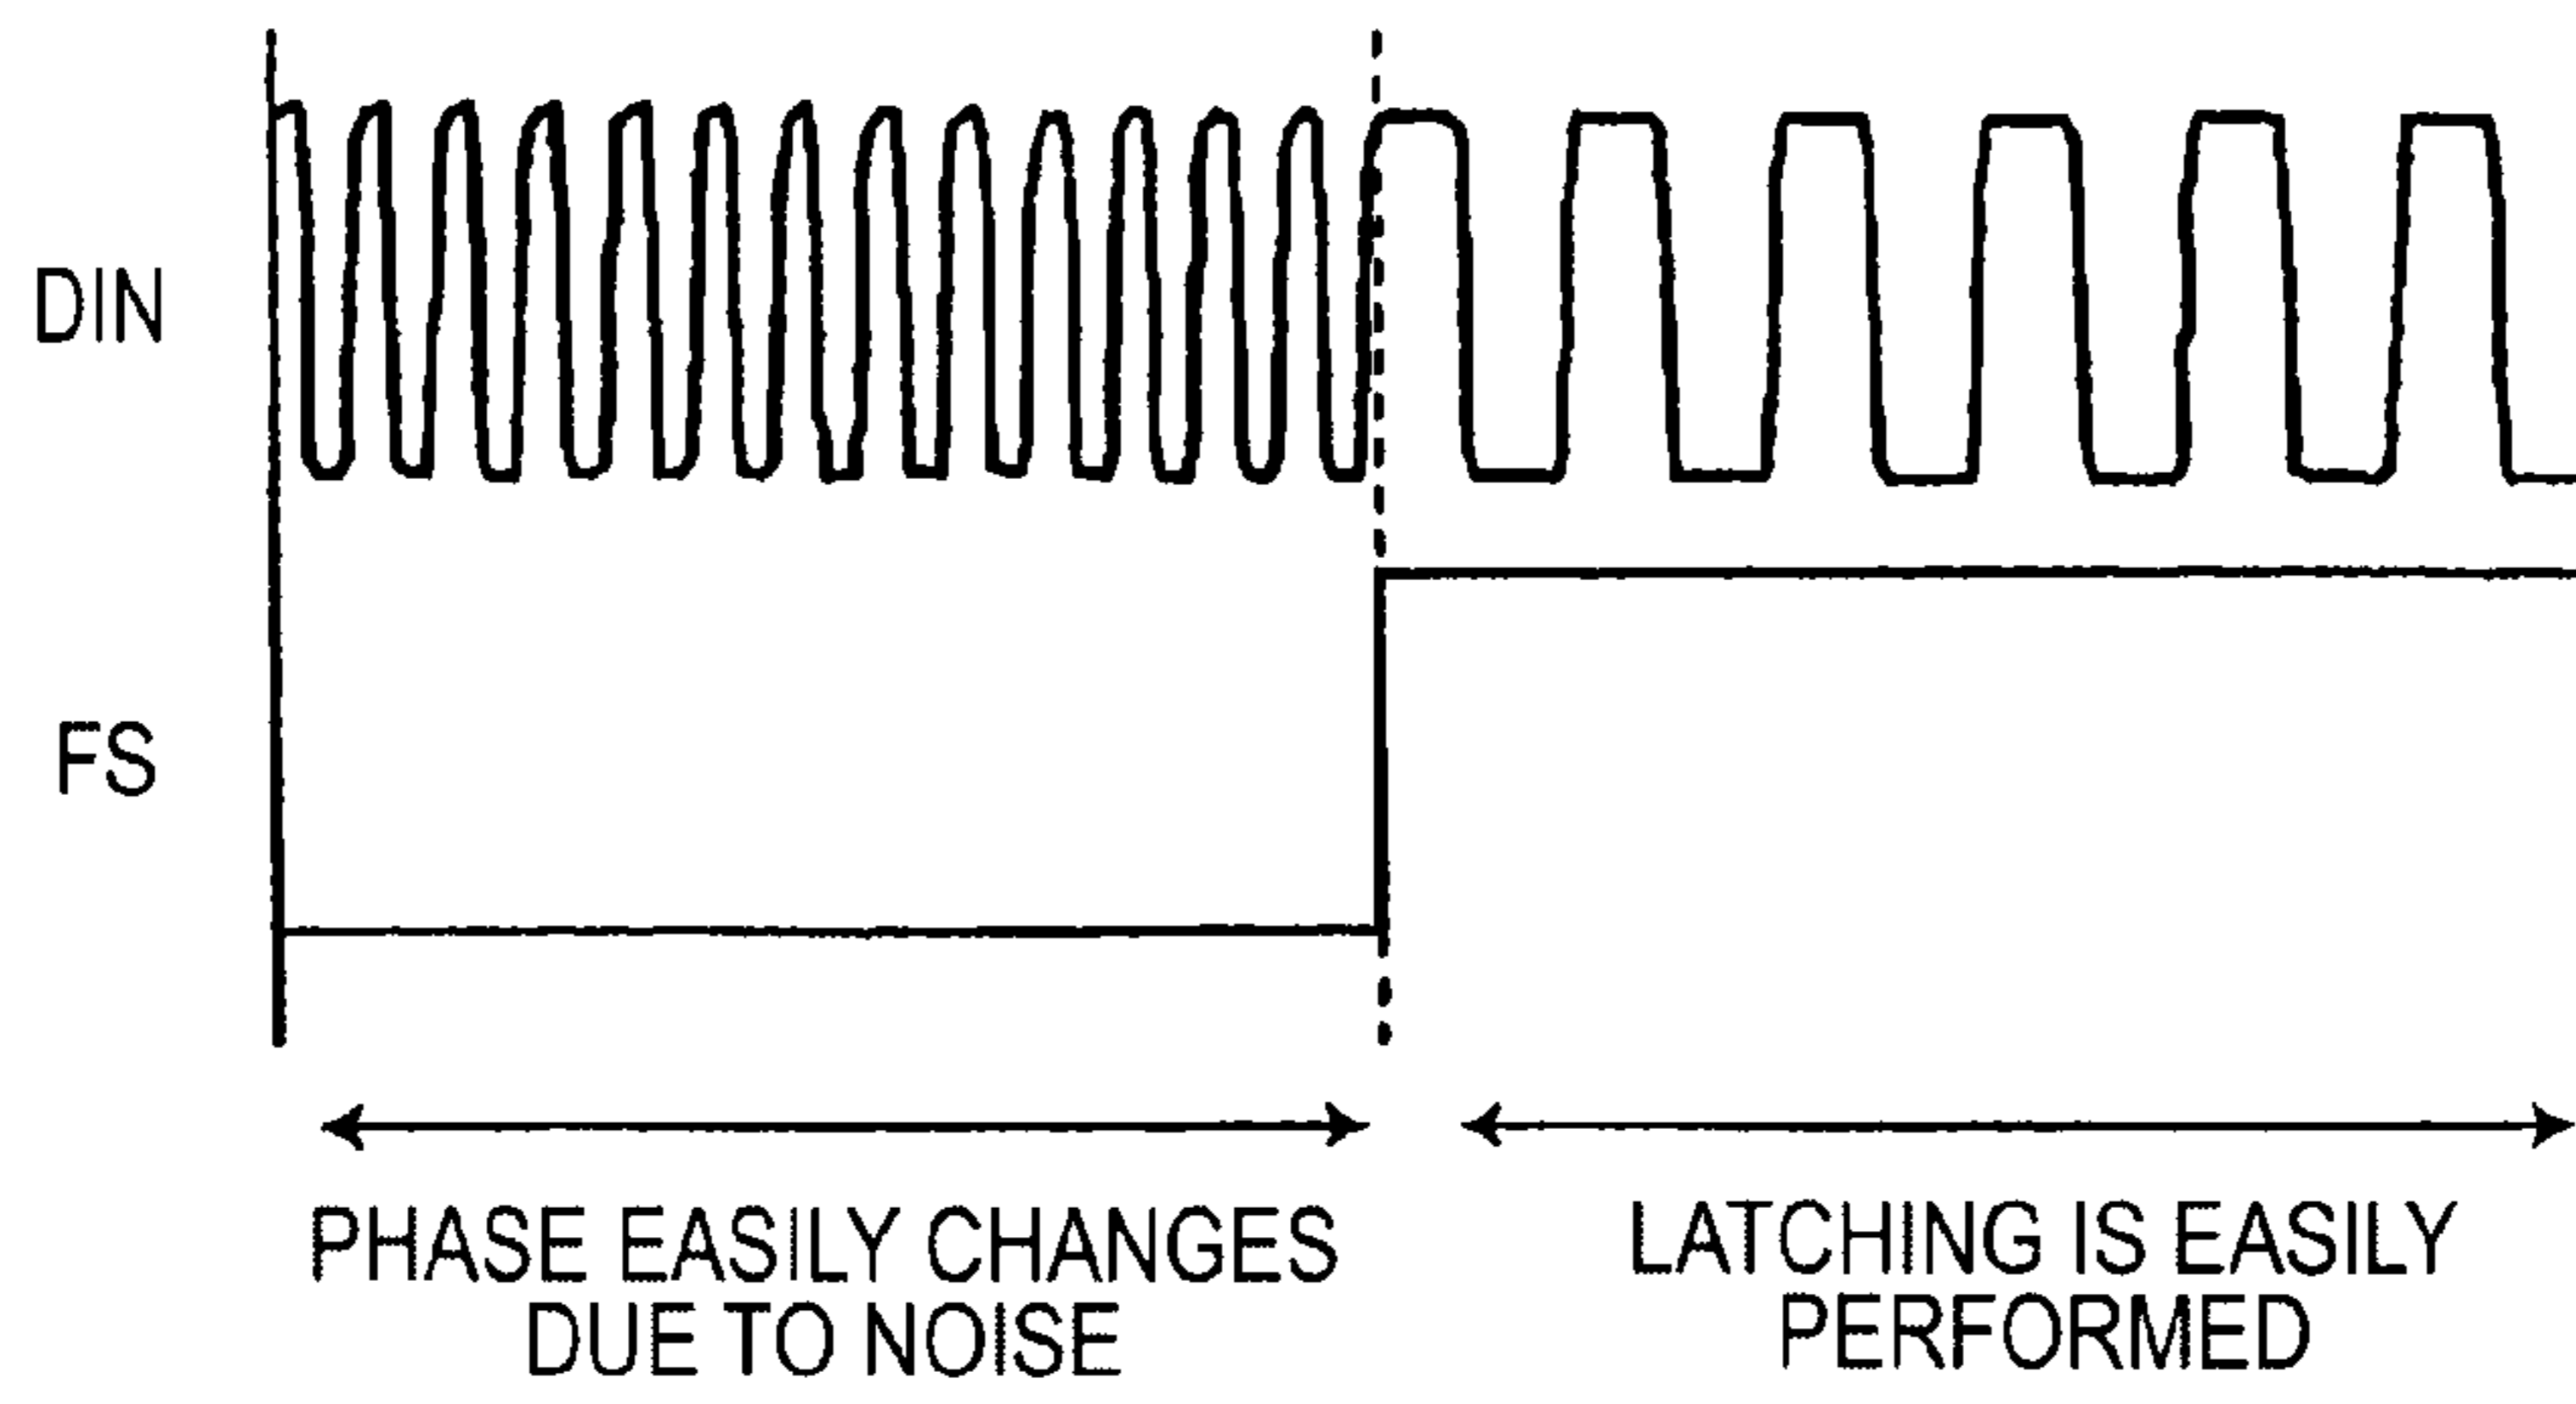 DIN
FS
PHASE EASILY CHANGES
DUE TO NOISE
LATCHING IS EASILY
PERFORMED